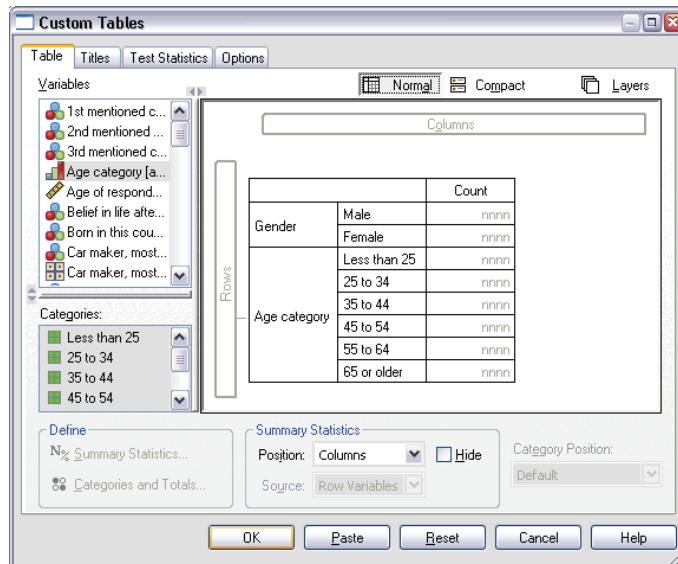 Custom Tables
Table Titles Test Statistics Options
Variables
Normal Compact Layers
1st mentioned c...
2nd mentioned ...
3rd mentioned c...
Age category [a...
Age of respond...
Belief in life afte...
Born in this cou...
Car maker, most...
Car maker, most...
Categories:
Less than 25
25 to 34
35 to 44
45 to 54
Columns
Rows
Count
Gender Male nnnn
Female nnnn
Age category Less than 25 nnnn
25 to 34 nnnn
35 to 44 nnnn
45 to 54 nnnn
55 to 64 nnnn
65 or older nnnn
Define
N% Summary Statistics...
Categories and Totals...
Summary Statistics
Position: Columns Hide
Source: Row Variables
Category Position:
Default
OK Paste Reset Cancel Help